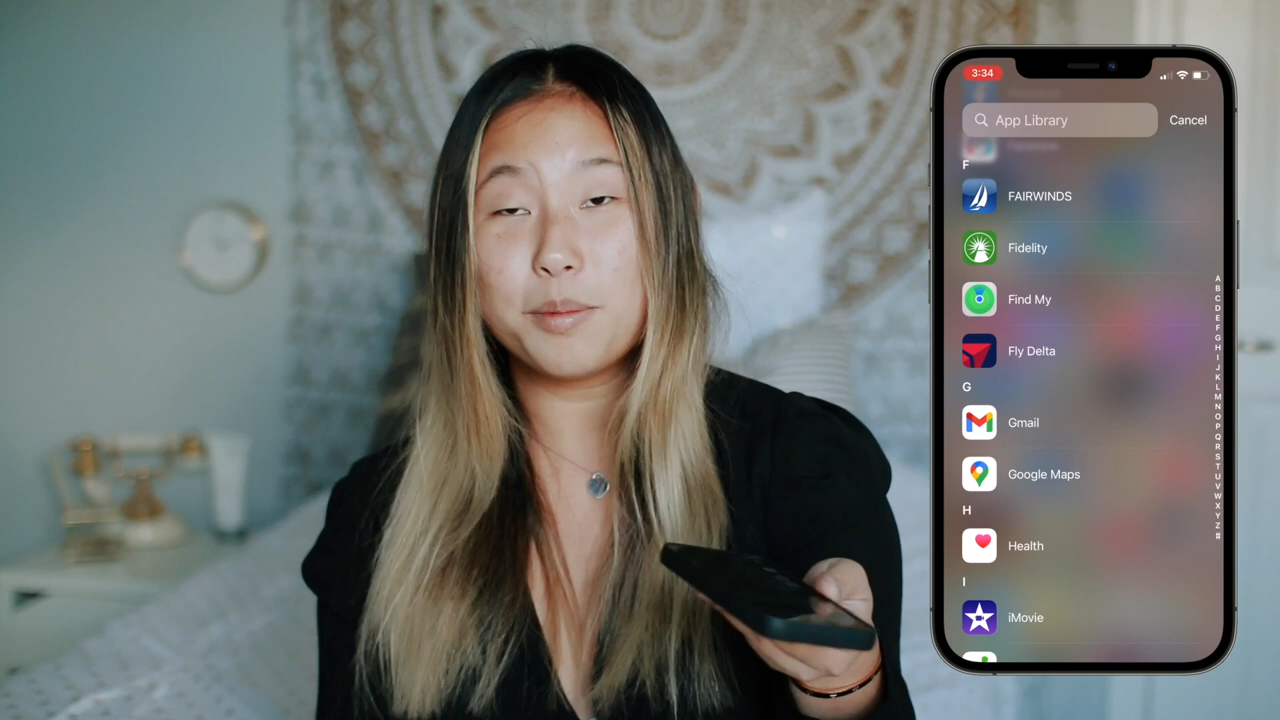 3:34
App Library
Cancel
F
FAIRWINDS
Fidelity
Find My
Fly Delta
G
Gmail
Google Maps
H
Health
I
iMovie
A
B
C
D
E
F
G
H
I
J
K
L
M
N
O
P
Q
R
S
T
U
V
W
X
Y
Z
#